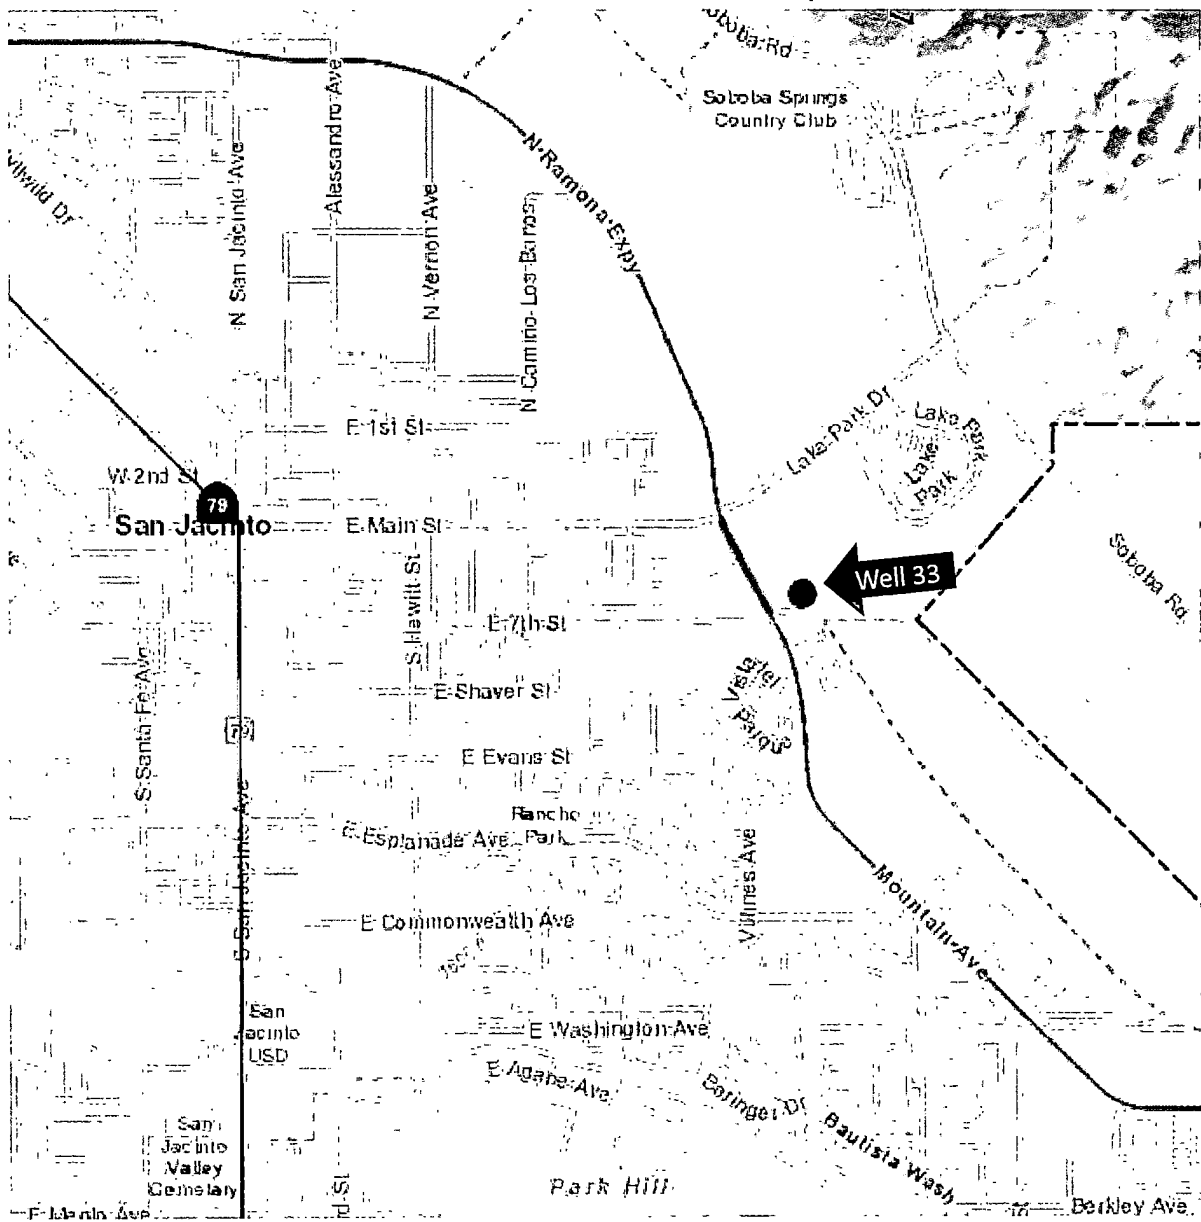 Soboba Springs
Country Club
N Ramona Expy
Alessandro Ave
N San Jacinto Ave
N Vernon Ave
N Camino Los Banos
E 1st St
Lake Park Dr
Lake Park
Lake
Park
W 2nd St
79
San Jacinto
E Main St
Soboba Rd
Well 33
S Hewitt St
E 7th St
E Shaver St
S Santa Fe Ave
79
E Evans St
Rancho
Park
E Esplanade Ave
S San Jacinto Ave
Villines Ave
Mountain Ave
E Commonwealth Ave
San
Jacinto
USD
E Washington Ave
E Agape Ave
Baringer Dr
Bautista Wash
San
Jacinto
Valley
Cemetery
Park Hill
E Menlo Ave
Berkley Ave